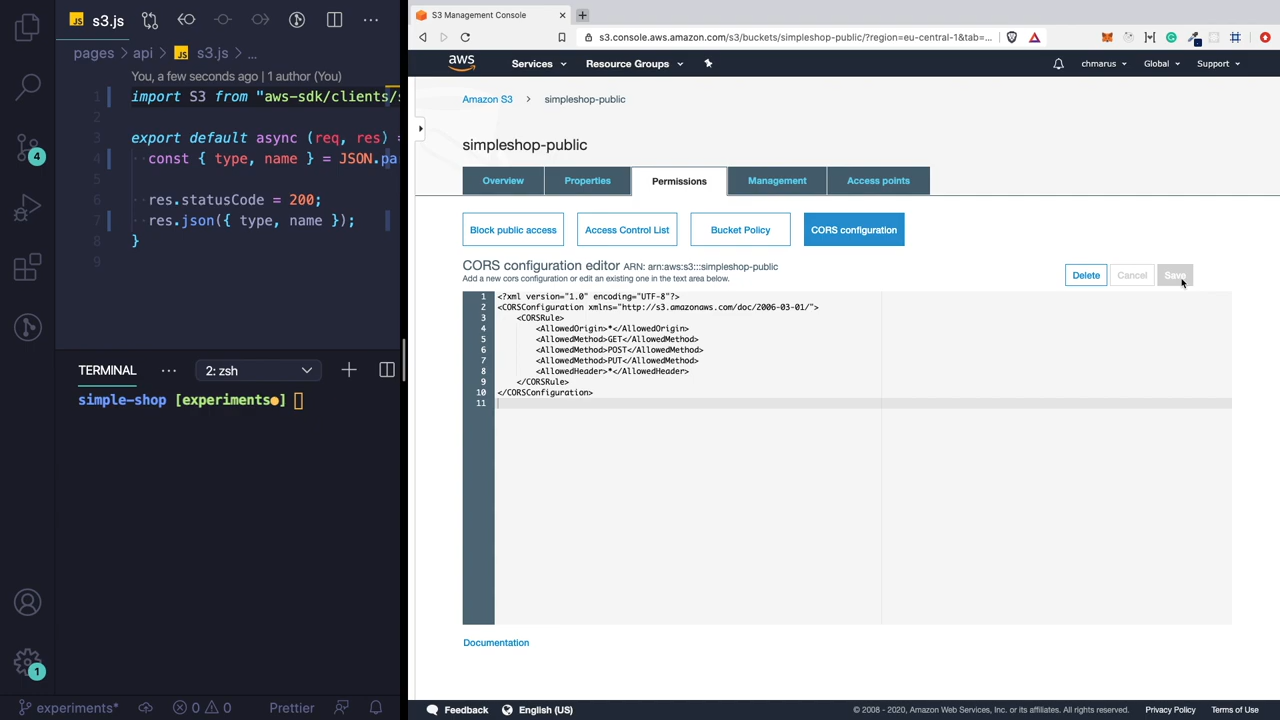 JS s3.js ...
pages > api > JS s3.js > ...
You, a few seconds ago | 1 author (You)
1 import S3 from "aws-sdk/clients/s
2
3 export default async (req, res) =
4 const { type, name } = JSON.pa
5
6 res.statusCode = 200;
7 res.json({ type, name });
8 }
9
4
TERMINAL ... 2: zsh
simple-shop [experiments●]
1
experiments* 0 0 Prettier
S3 Management Console
s3.console.aws.amazon.com/s3/buckets/simpleshop-public/?region=eu-central-1&tab=...
aws Services Resource Groups chmarus Global Support
Amazon S3 > simpleshop-public
simpleshop-public
Overview Properties Permissions Management Access points
Block public access Access Control List Bucket Policy CORS configuration
CORS configuration editor ARN: arn:aws:s3:::simpleshop-public
Add a new cors configuration or edit an existing one in the text area below.
Delete Cancel Save
1 <?xml version="1.0" encoding="UTF-8"?>
2 <CORSConfiguration xmlns="http://s3.amazonaws.com/doc/2006-03-01/">
3 <CORSRule>
4 <AllowedOrigin>*</AllowedOrigin>
5 <AllowedMethod>GET</AllowedMethod>
6 <AllowedMethod>POST</AllowedMethod>
7 <AllowedMethod>PUT</AllowedMethod>
8 <AllowedHeader>*</AllowedHeader>
9 </CORSRule>
10 </CORSConfiguration>
11
Documentation
Feedback English (US) © 2008 - 2020, Amazon Web Services, Inc. or its affiliates. All rights reserved. Privacy Policy Terms of Use